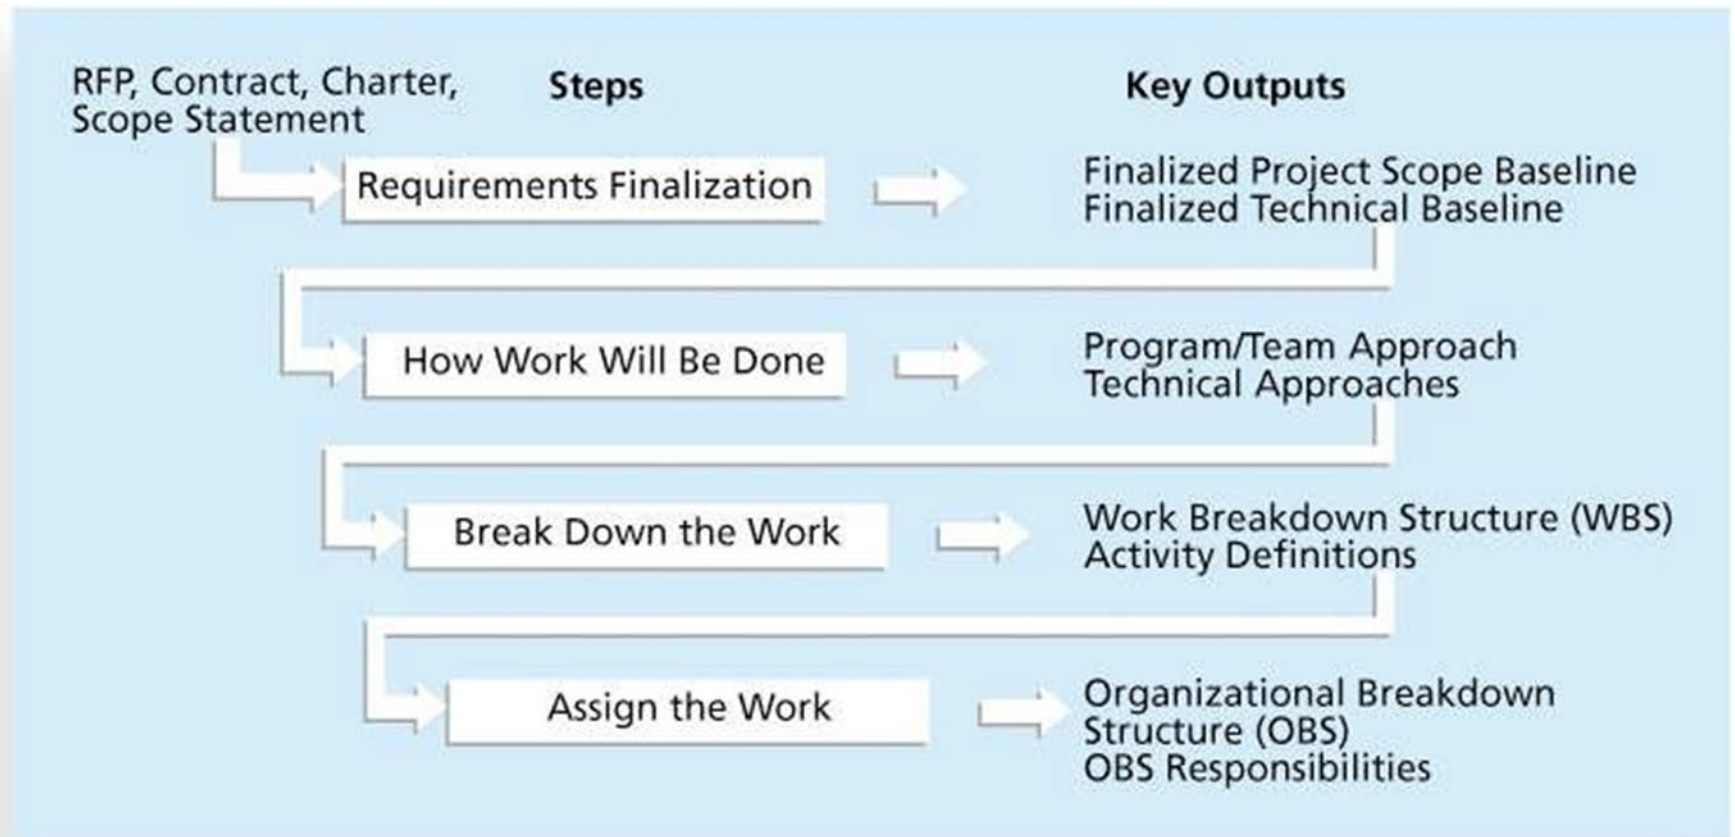 RFP, Contract, Charter,
Scope Statement
Steps
Key Outputs
Requirements Finalization
Finalized Project Scope Baseline
Finalized Technical Baseline
How Work Will Be Done
Program/Team Approach
Technical Approaches
Break Down the Work
Work Breakdown Structure (WBS)
Activity Definitions
Assign the Work
Organizational Breakdown
Structure (OBS)
OBS Responsibilities